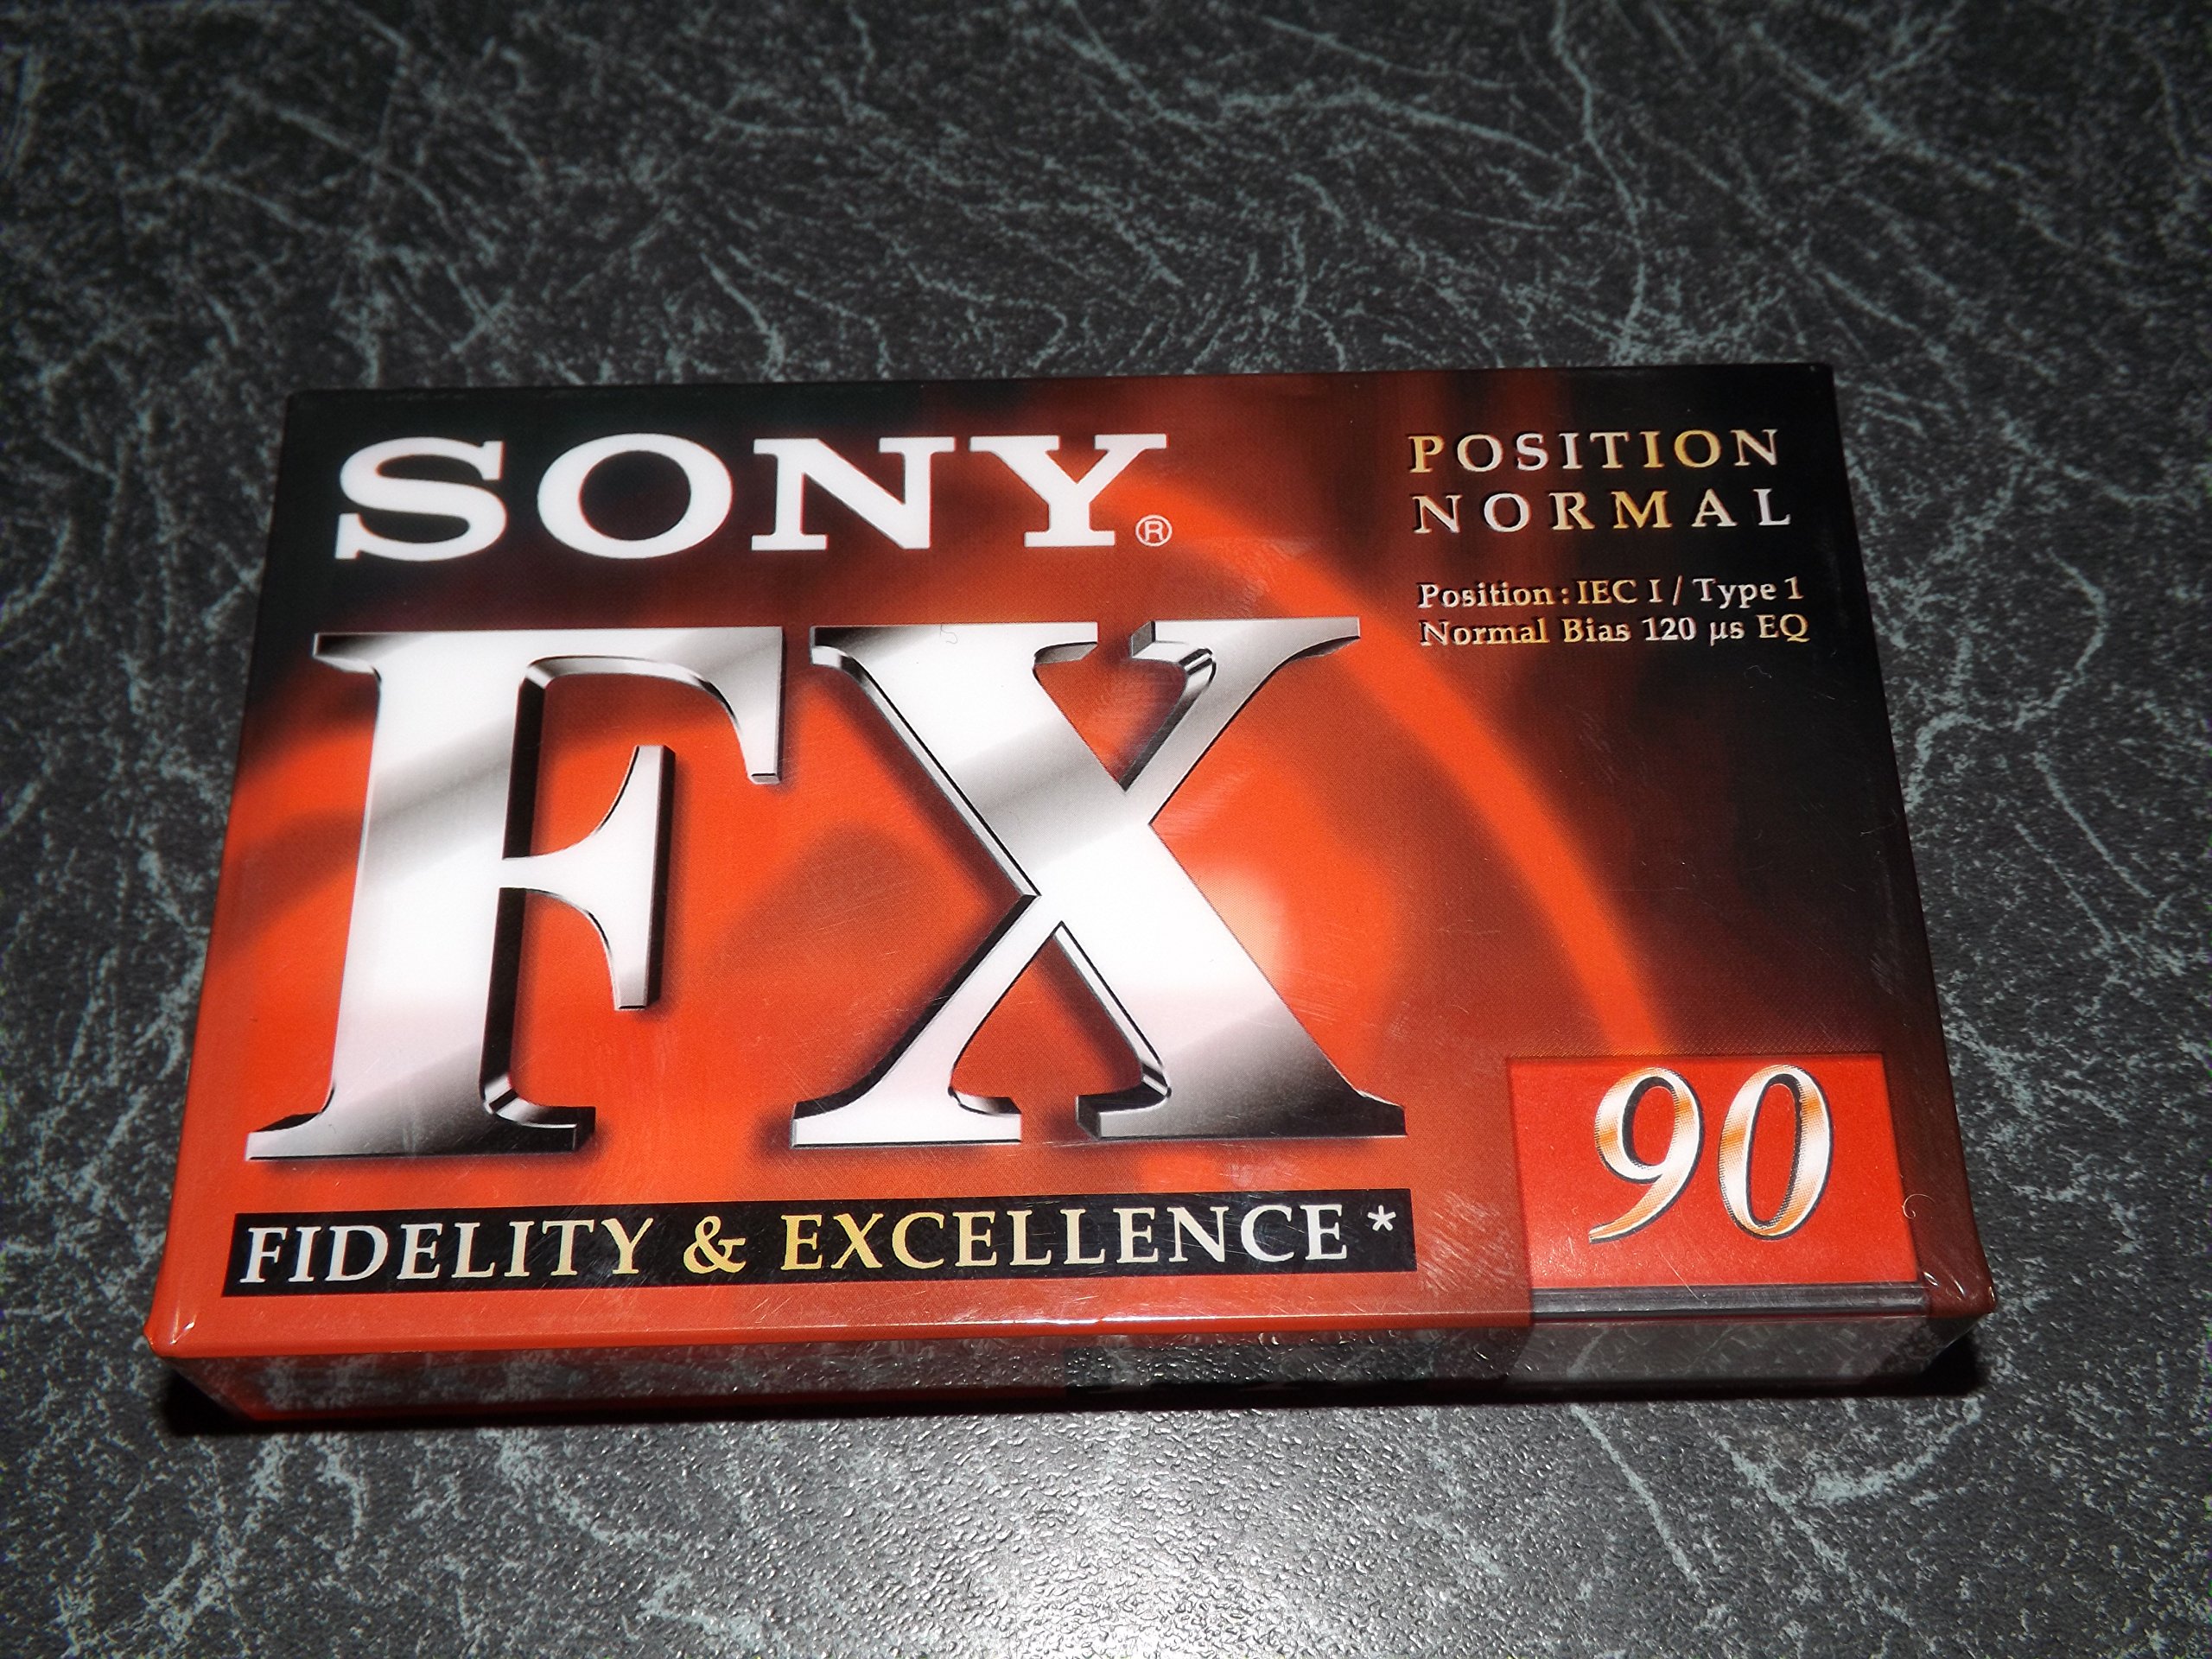 SONY®
POSITION
NORMAL
Position : IEC I / Type 1
Normal Bias 120 µs EQ
FX
90
FIDELITY & EXCELLENCE *